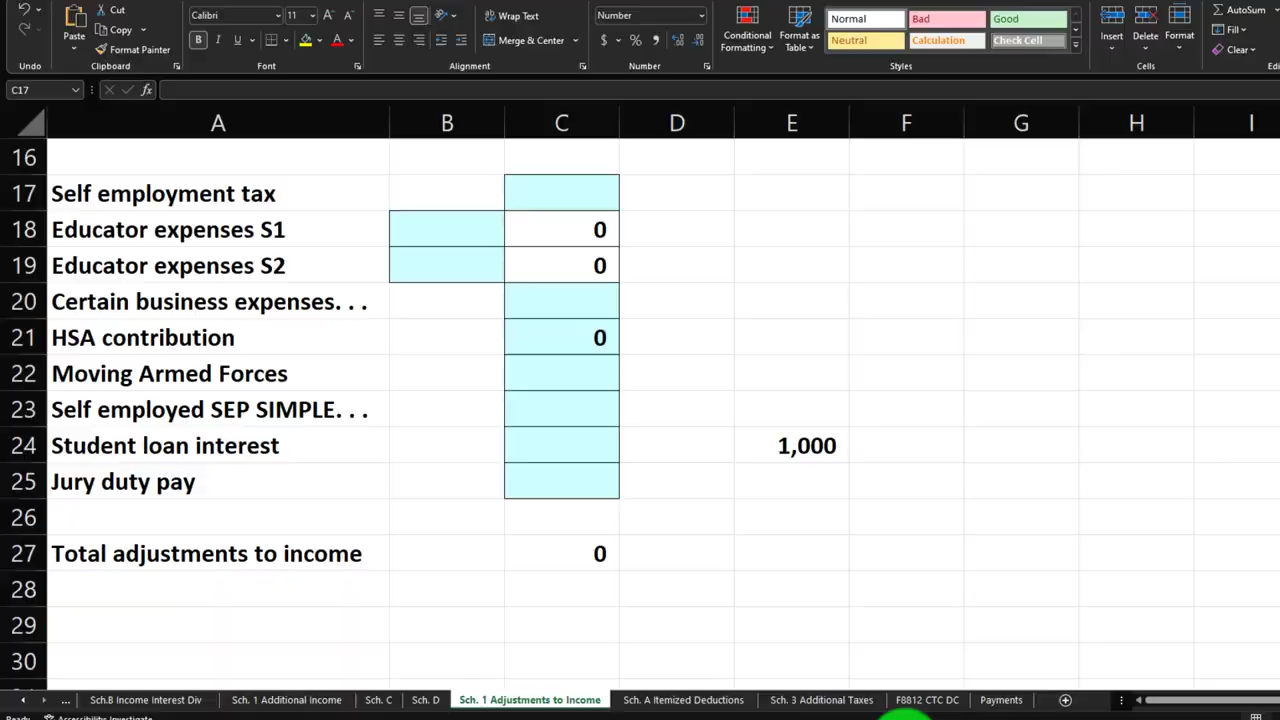 Cut
Calibri
11
A
A
Wrap Text
Number
Normal
Bad
Good
AutoSum
Paste
Copy
Conditional
Formatting
Format as
Table
Insert
Delete
Format
Fill
Format Painter
B
U
A
Merge & Center
$
%
Neutral
Calculation
Check Cell
Clear
Undo
Clipboard
Font
Alignment
Number
Styles
Cells
C17
fx
A B C D E F G H I
16
17 Self employment tax
18 Educator expenses S1 0
19 Educator expenses S2 0
20 Certain business expenses. . .
21 HSA contribution 0
22 Moving Armed Forces
23 Self employed SEP SIMPLE. . .
24 Student loan interest 1,000
25 Jury duty pay
26
27 Total adjustments to income 0
28
29
30
... Sch.B Income Interest Div Sch. 1 Additional Income Sch. C Sch. D Sch. 1 Adjustments to Income Sch. A Itemized Deductions Sch. 3 Additional Taxes F8812 CTC DC Payments